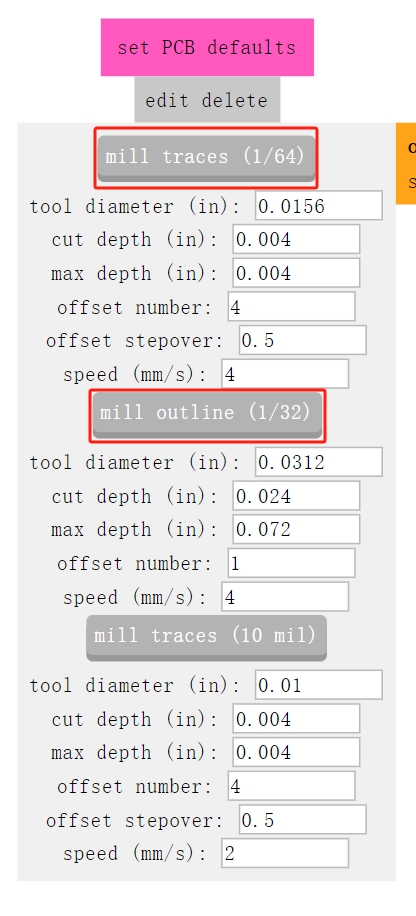 set PCB defaults
edit delete
mill traces (1/64)
tool diameter (in): 0.0156
cut depth (in): 0.004
max depth (in): 0.004
offset number: 4
offset stepover: 0.5
speed (mm/s): 4
mill outline (1/32)
tool diameter (in): 0.0312
cut depth (in): 0.024
max depth (in): 0.072
offset number: 1
speed (mm/s): 4
mill traces (10 mil)
tool diameter (in): 0.01
cut depth (in): 0.004
max depth (in): 0.004
offset number: 4
offset stepover: 0.5
speed (mm/s): 2